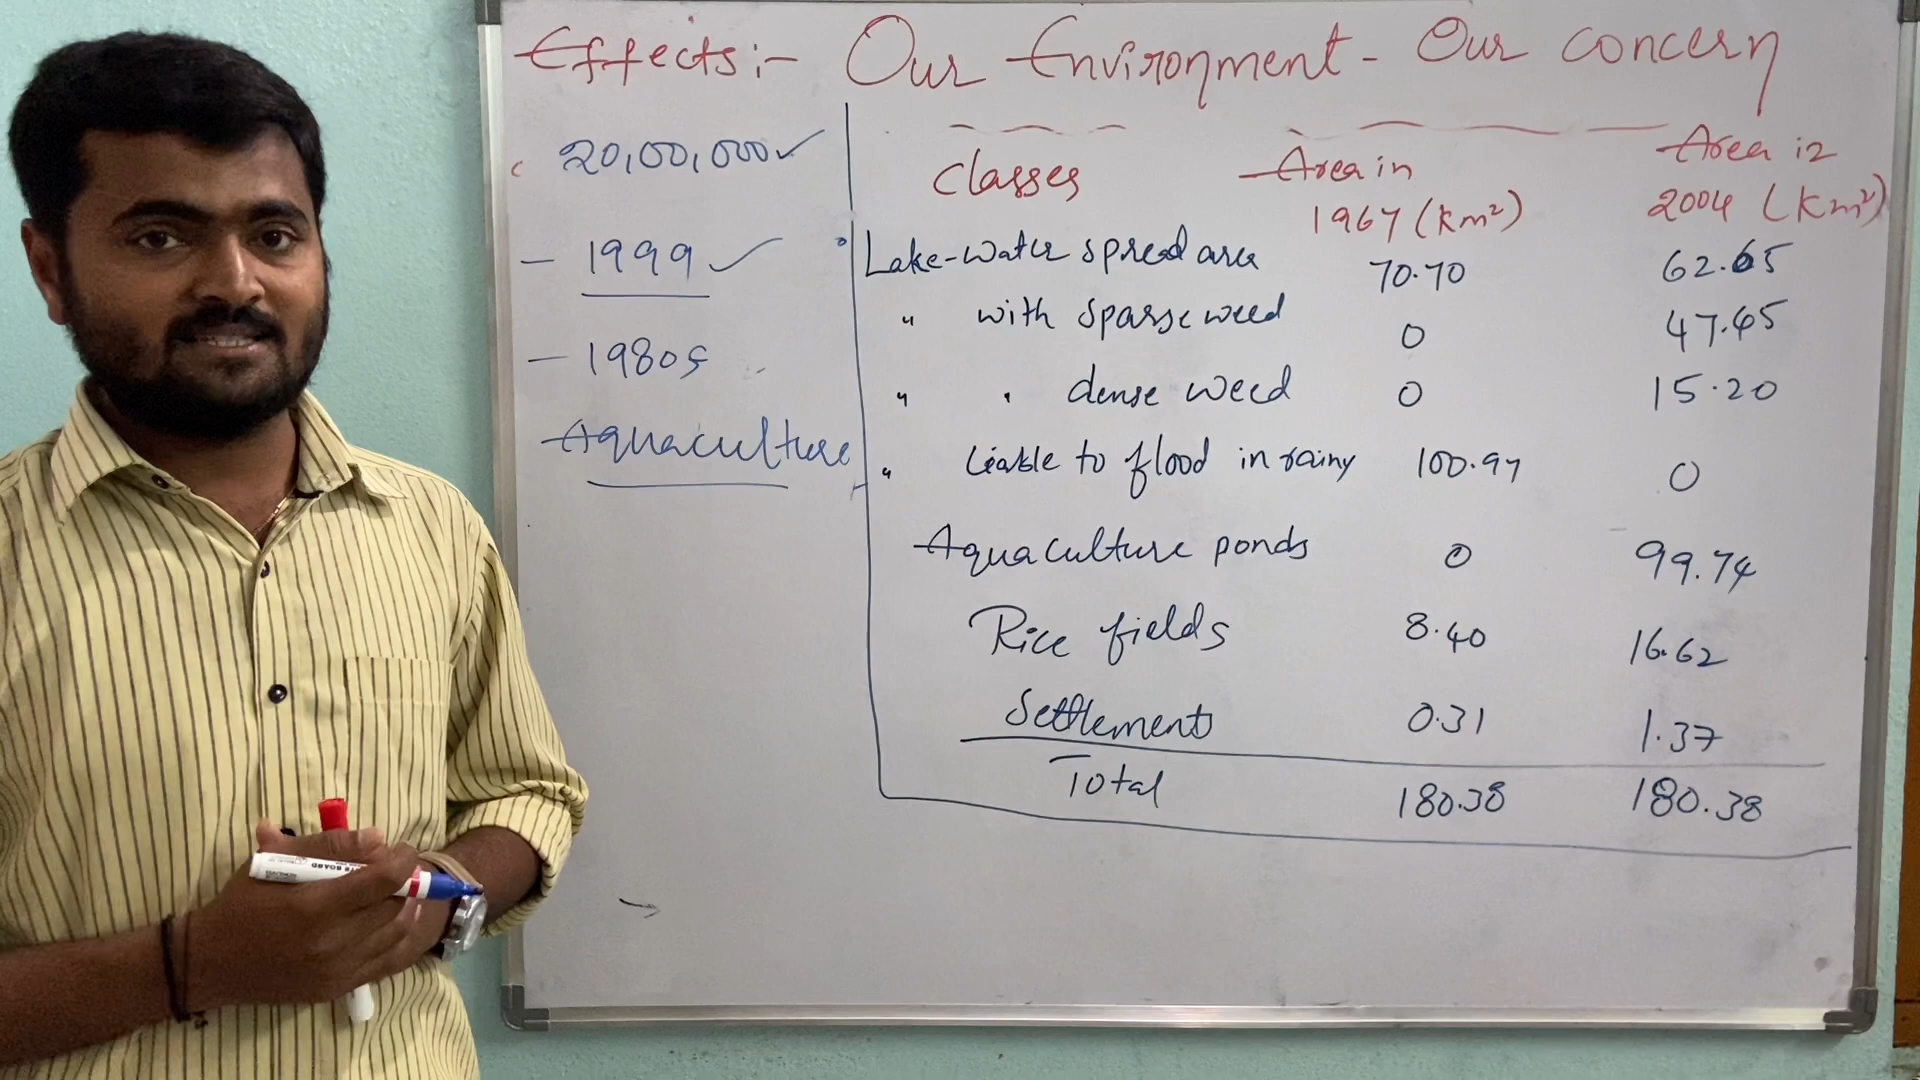 Effects:- Our Environment - Our concern
20,00,000✓
- 1999 ✓
- 1980s
Aquaculture
Classes Area in 1967 (Km²) Area in 2004 (Km²)
Lake-water spread area 70.70 62.65
" with sparse weed 0 47.45
" " dense weed 0 15.20
" Liable to flood in rainy 100.97 0
Aquaculture ponds 0 99.74
Rice fields 8.40 16.62
Settlements 0.31 1.37
Total 180.38 180.38